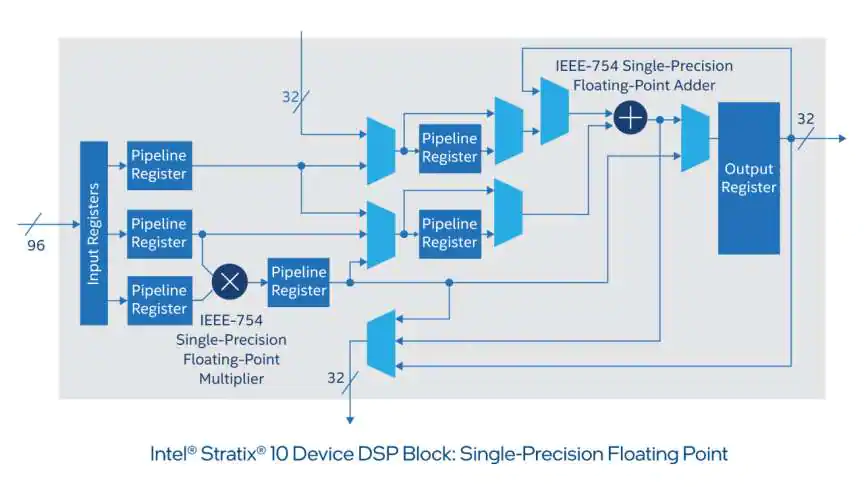 32
IEEE-754 Single-Precision
Floating-Point Adder
32
Pipeline
Register
Pipeline
Register
Output
Register
Input Registers
Pipeline
Register
Pipeline
Register
96
Pipeline
Register
Pipeline
Register
IEEE-754
Single-Precision
Floating-Point
Multiplier
32
Intel® Stratix® 10 Device DSP Block: Single-Precision Floating Point